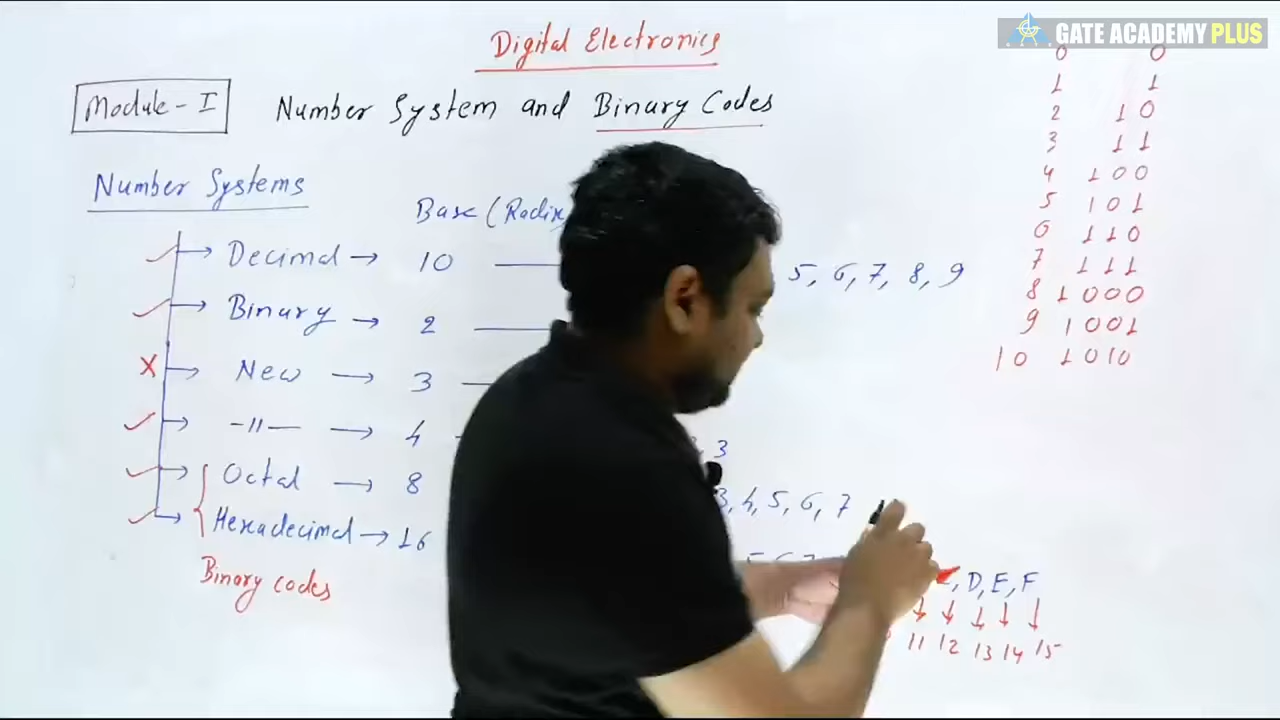 Digital Electronics
GATE ACADEMY PLUS
Module - I
Number System and Binary Codes
Number Systems
Base (Radix
Decimal → 10
5, 6, 7, 8, 9
Binary → 2
X New → 3
-11- → 4
3
Octal → 8
3, 4, 5, 6, 7
Hexadecimal → 16
D, E, F
Binary codes
11 12 13 14 15
0 0
1 1
2 10
3 11
4 100
5 101
6 110
7 111
8 1000
9 1001
10 1010